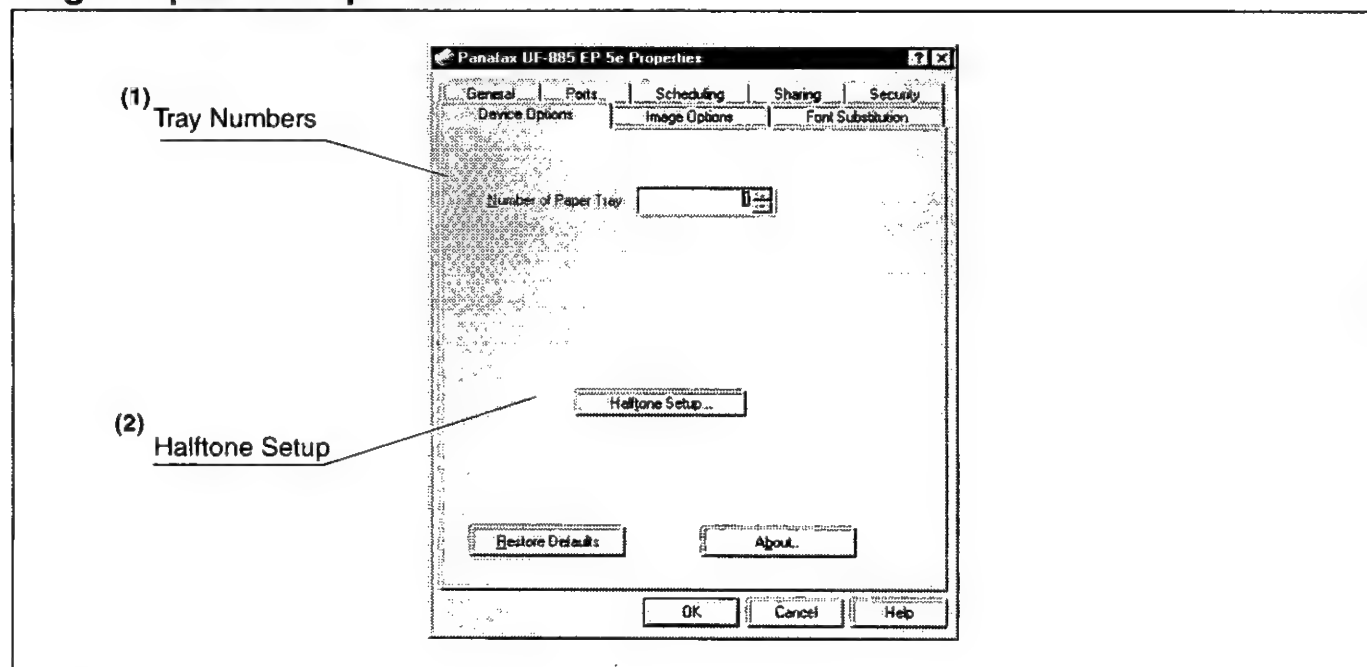 Panafax UF-885 EP 5e Properties
(1)
Tray Numbers
General Ports Scheduling Sharing Security
Device Options Image Options Font Substitution
Number of Paper Tray: 1
Halftone Setup...
(2)
Halftone Setup
Restore Defaults About..
OK Cancel Help